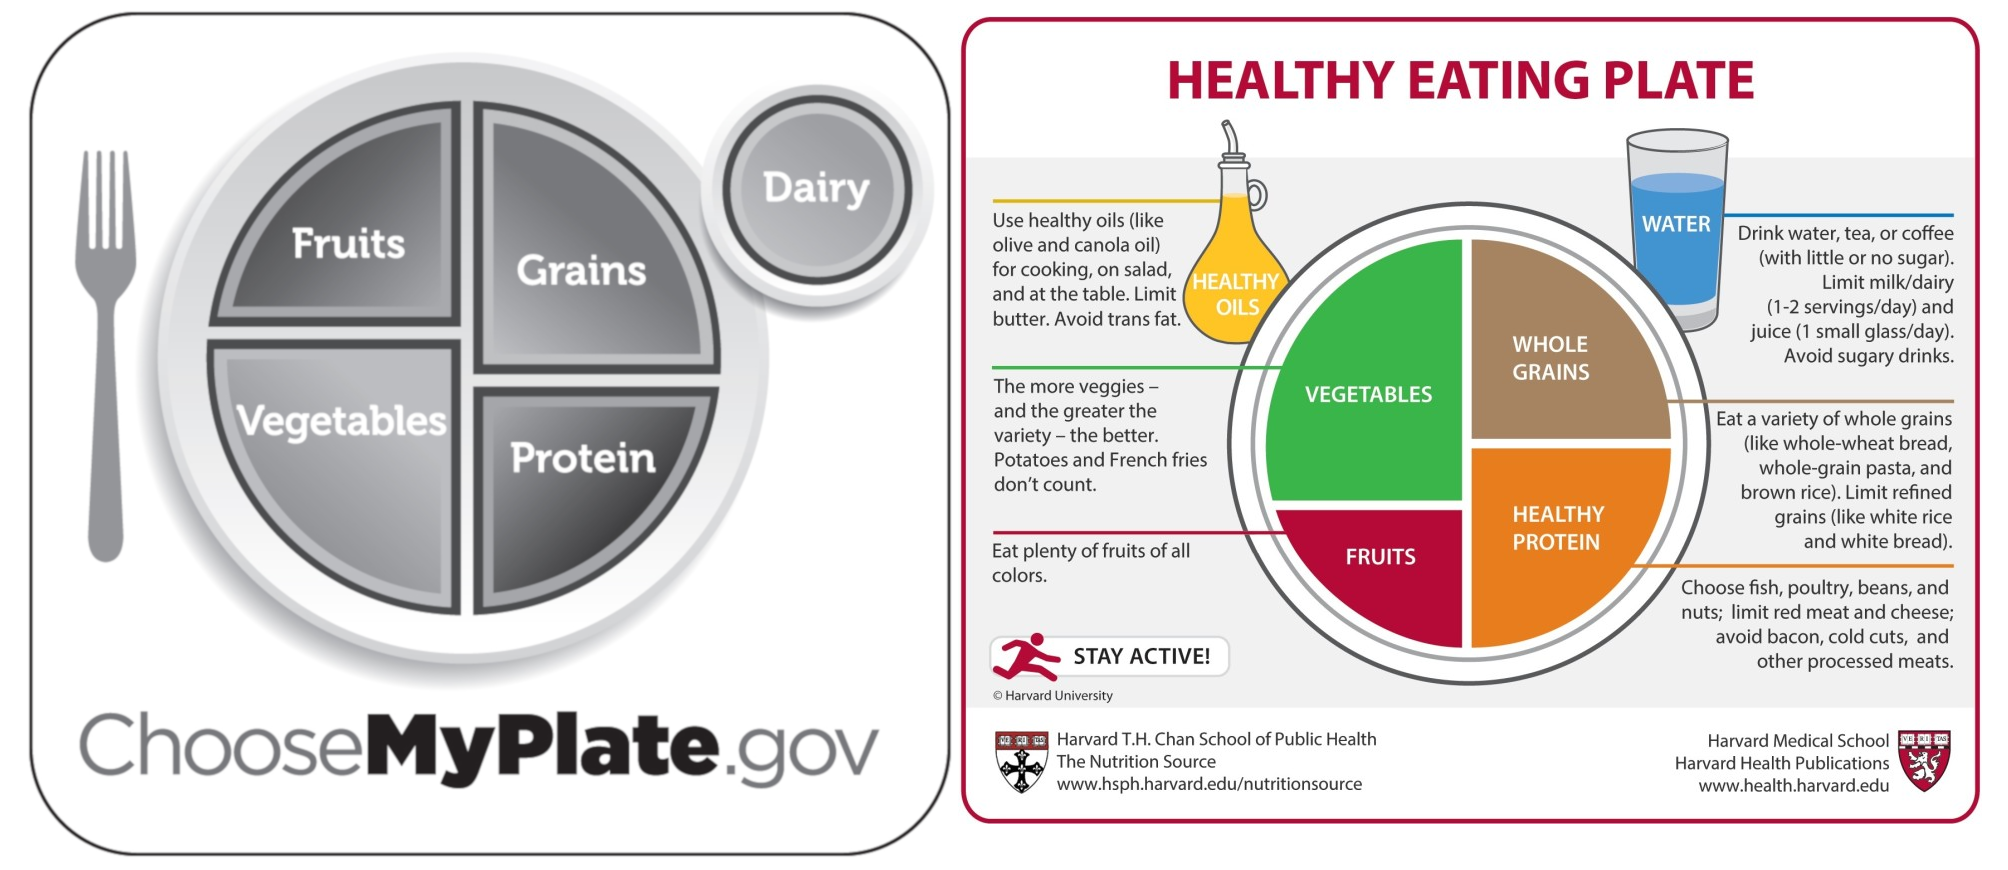 Fruits
Grains
Dairy
Vegetables
Protein
ChooseMyPlate.gov
HEALTHY EATING PLATE
Use healthy oils (like
olive and canola oil)
for cooking, on salad,
and at the table. Limit
butter. Avoid trans fat.
HEALTHY
OILS
The more veggies –
and the greater the
variety – the better.
Potatoes and French fries
don't count.
Eat plenty of fruits of all
colors.
VEGETABLES
FRUITS
WHOLE
GRAINS
HEALTHY
PROTEIN
WATER
Drink water, tea, or coffee
(with little or no sugar).
Limit milk/dairy
(1-2 servings/day) and
juice (1 small glass/day).
Avoid sugary drinks.
Eat a variety of whole grains
(like whole-wheat bread,
whole-grain pasta, and
brown rice). Limit refined
grains (like white rice
and white bread).
Choose fish, poultry, beans, and
nuts; limit red meat and cheese;
avoid bacon, cold cuts, and
other processed meats.
STAY ACTIVE!
© Harvard University
VE RI TAS
Harvard T.H. Chan School of Public Health
The Nutrition Source
www.hsph.harvard.edu/nutritionsource
Harvard Medical School
Harvard Health Publications
www.health.harvard.edu
VE RI TAS